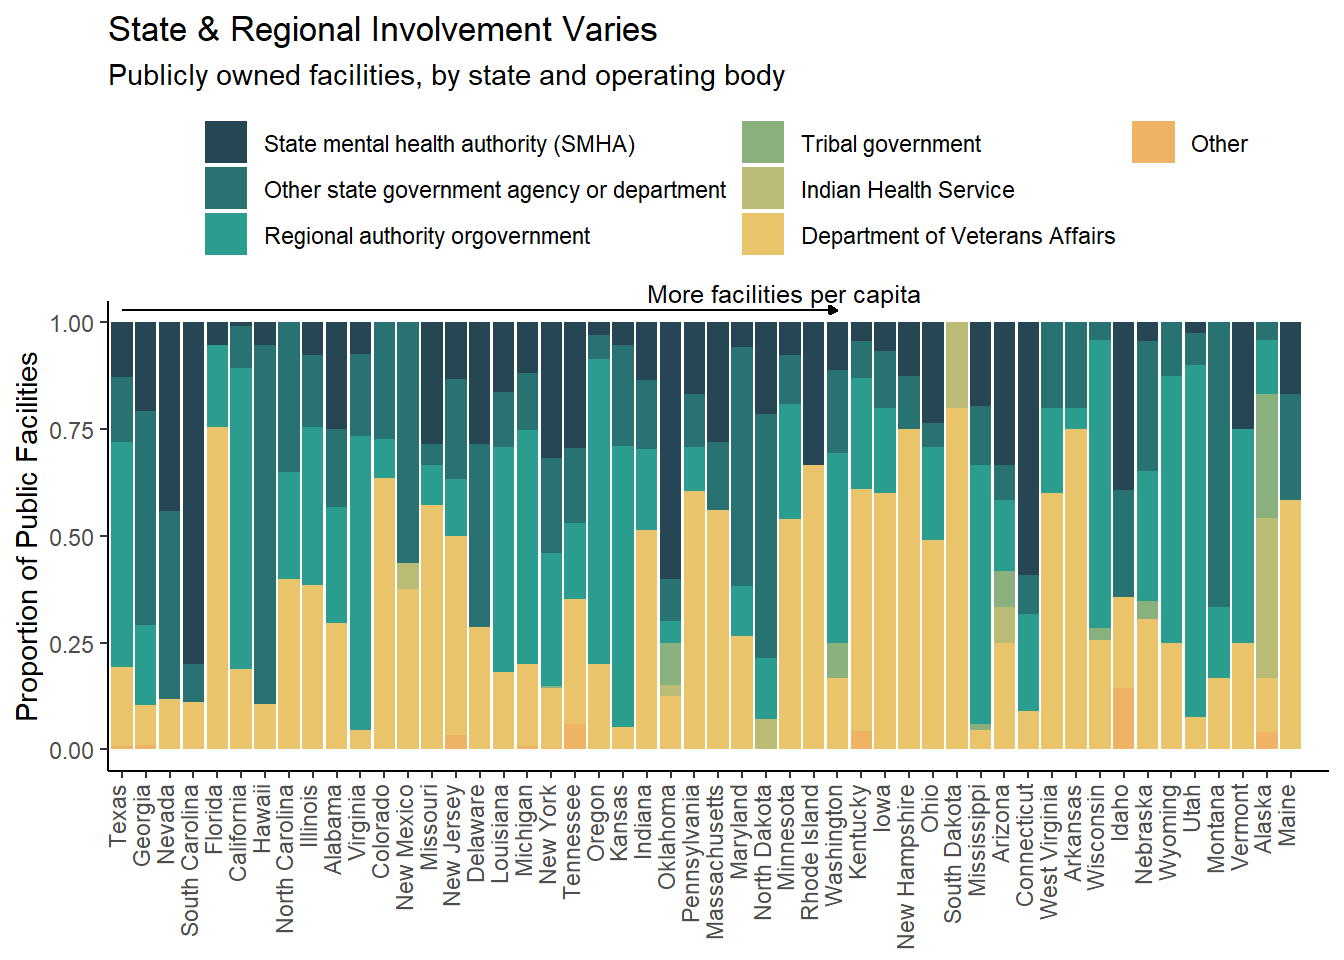 State & Regional Involvement Varies
Publicly owned facilities, by state and operating body
State mental health authority (SMHA)
Other state government agency or department
Regional authority orgovernment
Tribal government
Indian Health Service
Department of Veterans Affairs
Other
More facilities per capita
Proportion of Public Facilities
1.00
0.75
0.50
0.25
0.00
Texas
Georgia
Nevada
South Carolina
Florida
California
Hawaii
North Carolina
Illinois
Alabama
Virginia
Colorado
New Mexico
Missouri
New Jersey
Delaware
Louisiana
Michigan
New York
Tennessee
Oregon
Kansas
Indiana
Oklahoma
Pennsylvania
Massachusetts
Maryland
North Dakota
Minnesota
Rhode Island
Washington
Kentucky
Iowa
New Hampshire
Ohio
South Dakota
Mississippi
Arizona
Connecticut
West Virginia
Arkansas
Wisconsin
Idaho
Nebraska
Wyoming
Utah
Montana
Vermont
Alaska
Maine